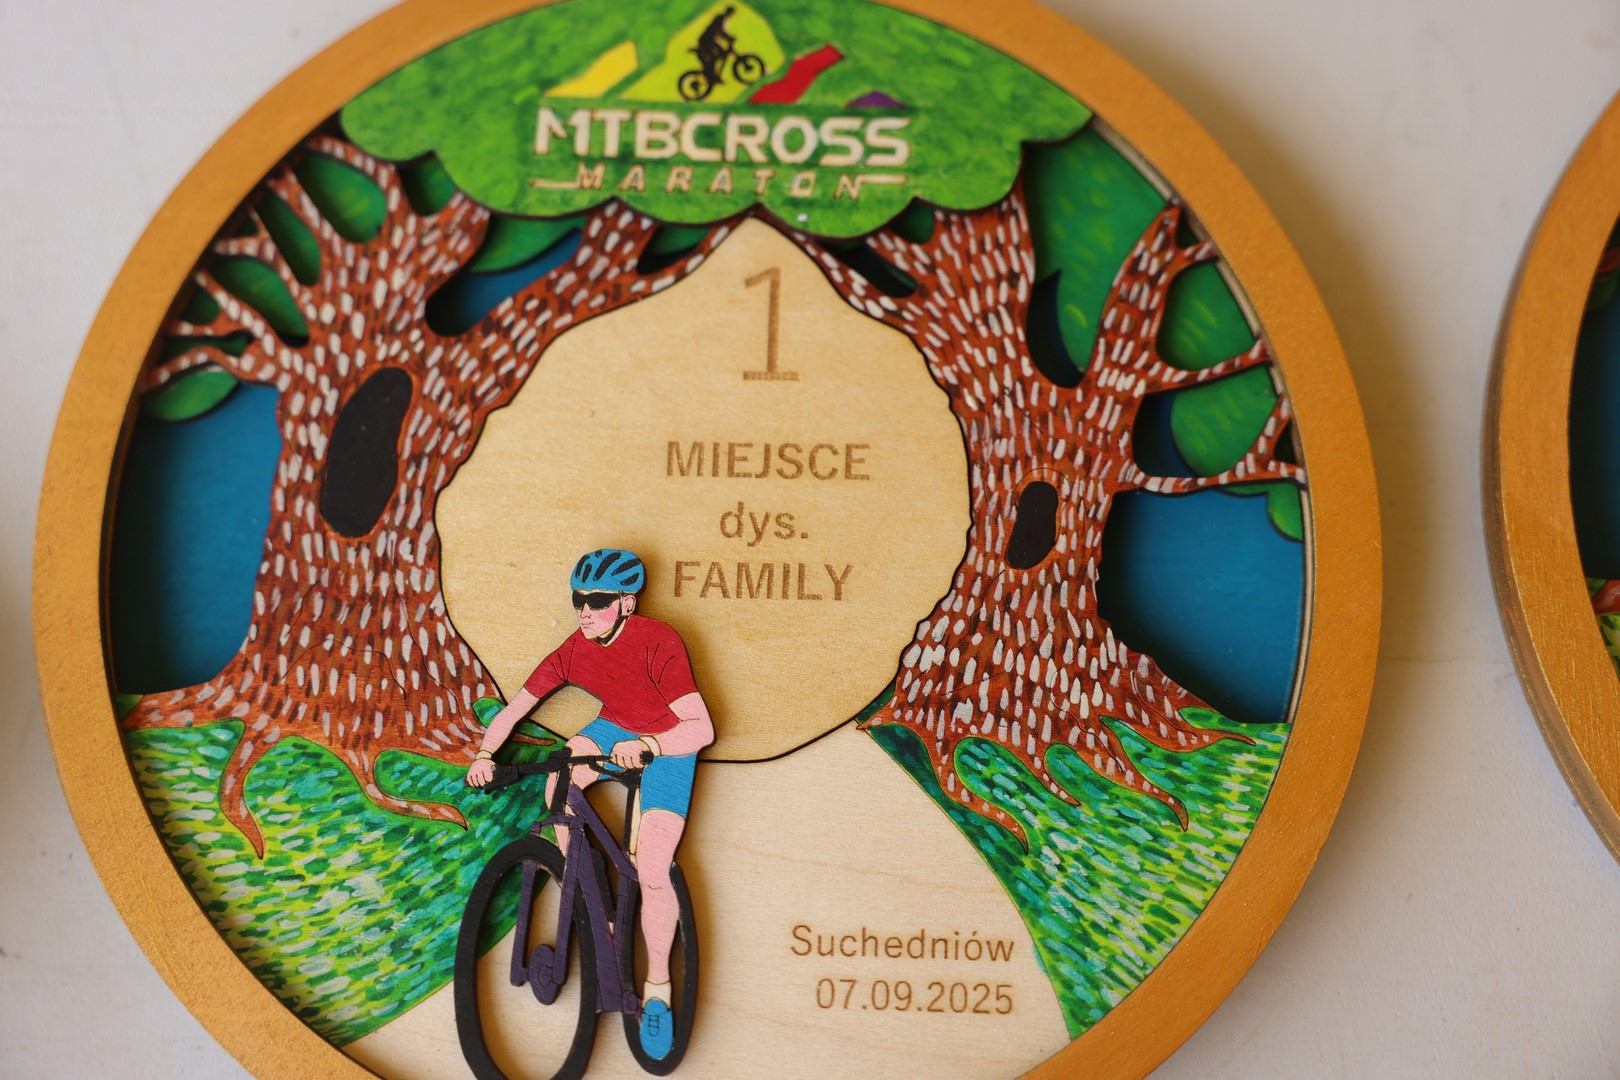 MTBCROSS
MARATON
1
MIEJSCE
dys.
FAMILY
Suchedniów
07.09.2025